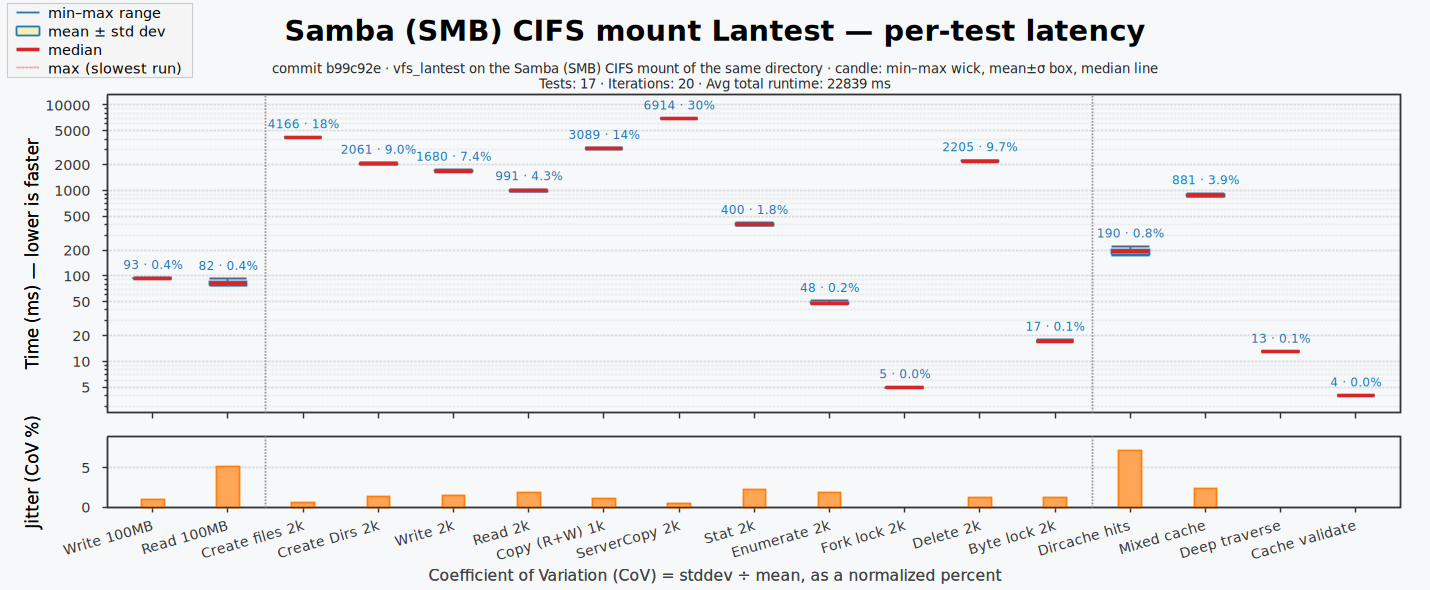 min–max range
mean ± std dev
median
max (slowest run)
Samba (SMB) CIFS mount Lantest — per-test latency
commit b99c92e · vfs_lantest on the Samba (SMB) CIFS mount of the same directory · candle: min–max wick, mean±σ box, median line
Tests: 17 · Iterations: 20 · Avg total runtime: 22839 ms
Time (ms) — lower is faster
10000
5000
2000
1000
500
200
100
50
20
10
5
93 · 0.4%
82 · 0.4%
4166 · 18%
2061 · 9.0%
1680 · 7.4%
991 · 4.3%
3089 · 14%
6914 · 30%
400 · 1.8%
48 · 0.2%
5 · 0.0%
2205 · 9.7%
17 · 0.1%
190 · 0.8%
881 · 3.9%
13 · 0.1%
4 · 0.0%
Jitter (CoV %)
5
0
Write 100MB
Read 100MB
Create files 2k
Create Dirs 2k
Write 2k
Read 2k
Copy (R+W) 1k
ServerCopy 2k
Stat 2k
Enumerate 2k
Fork lock 2k
Delete 2k
Byte lock 2k
Dircache hits
Mixed cache
Deep traverse
Cache validate
Coefficient of Variation (CoV) = stddev ÷ mean, as a normalized percent